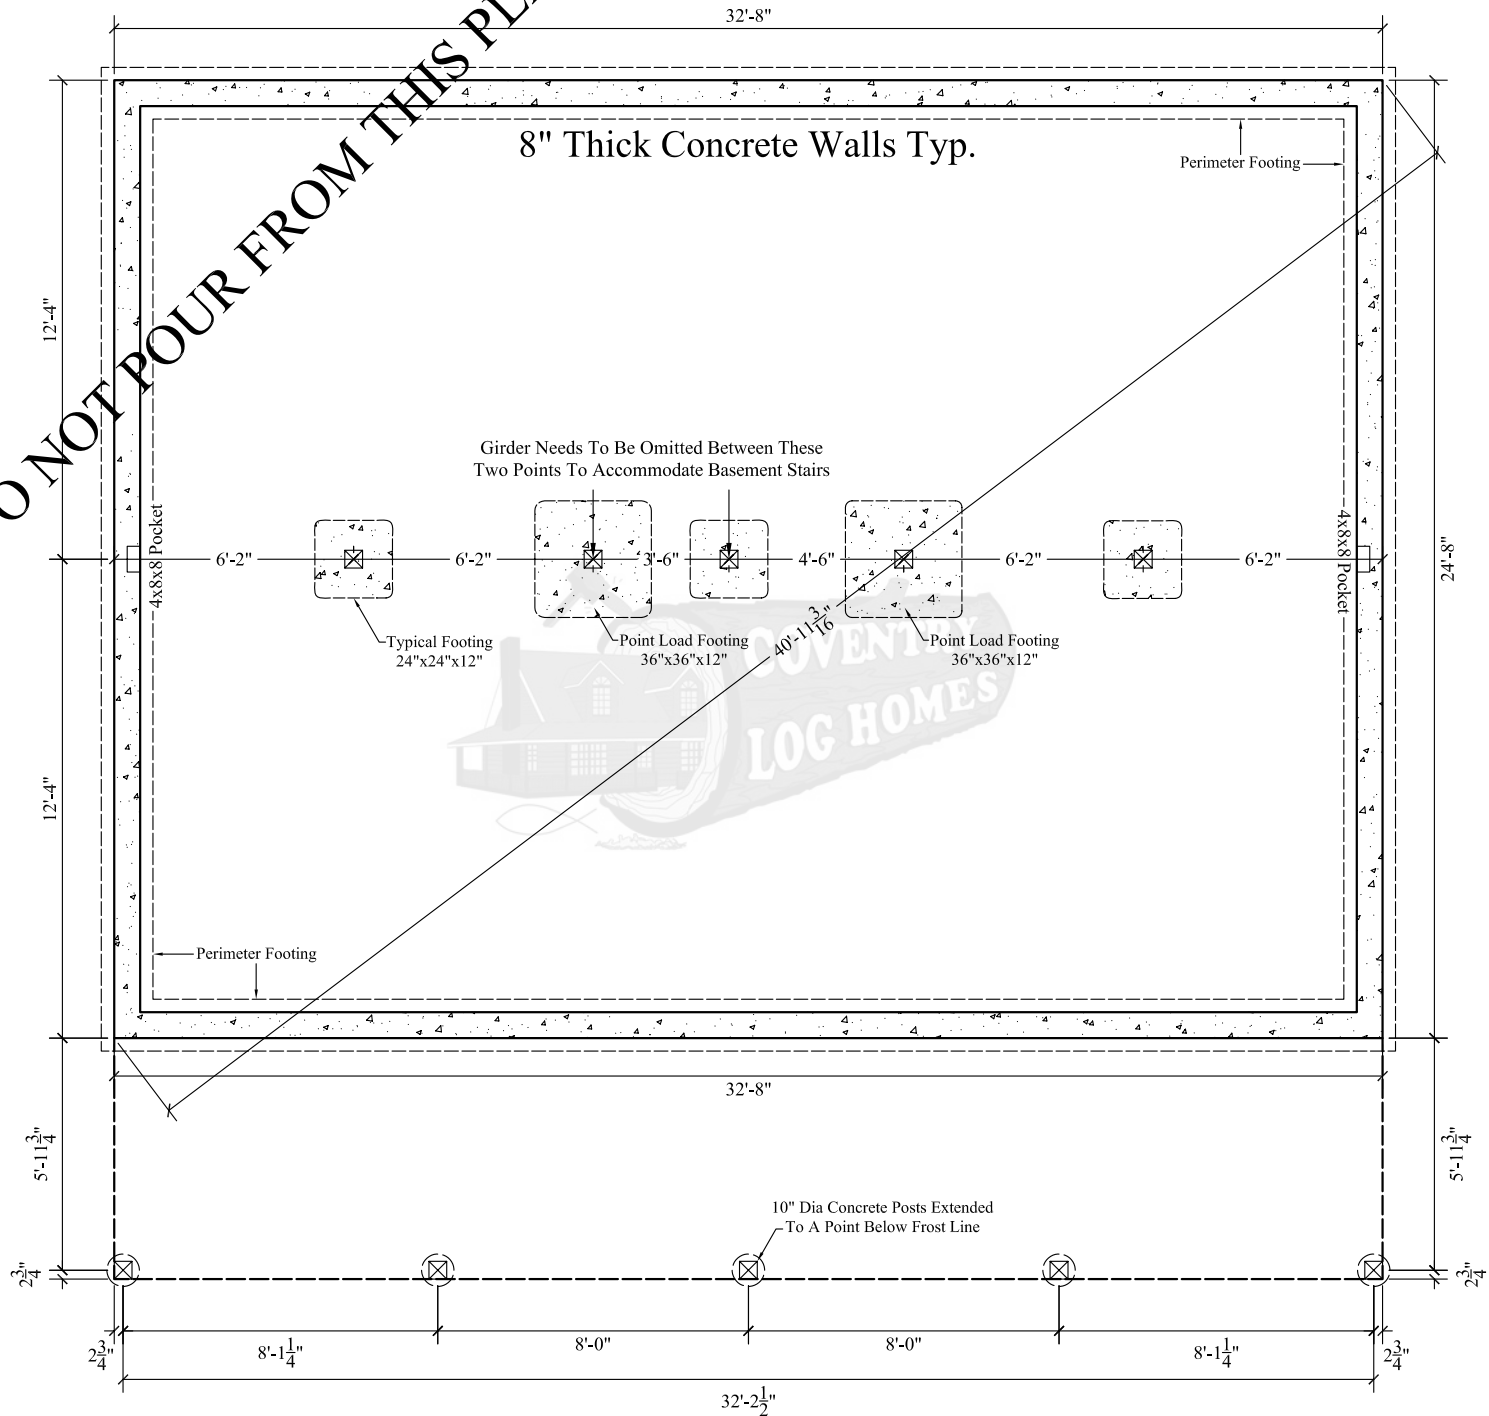 32'-8"
O NOT POUR FROM THIS PL
8" Thick Concrete Walls Typ.
Perimeter Footing
12'-4"
24'-8"
Girder Needs To Be Omitted Between These
Two Points To Accommodate Basement Stairs
4x8x8 Pocket
6'-2"
6'-2"
3'-6"
4'-6"
6'-2"
6'-2"
4x8x8 Pocket
Typical Footing
24"x24"x12"
Point Load Footing
36"x36"x12"
40'-11 3/16"
Point Load Footing
36"x36"x12"
COVENTRY
LOG HOMES
12'-4"
Perimeter Footing
32'-8"
5'-11 3/4"
5'-11 3/4"
10" Dia Concrete Posts Extended
To A Point Below Frost Line
2 3/4"
2 3/4"
2 3/4"
8'-1 1/4"
8'-0"
8'-0"
8'-1 1/4"
2 3/4"
32'-2 1/2"